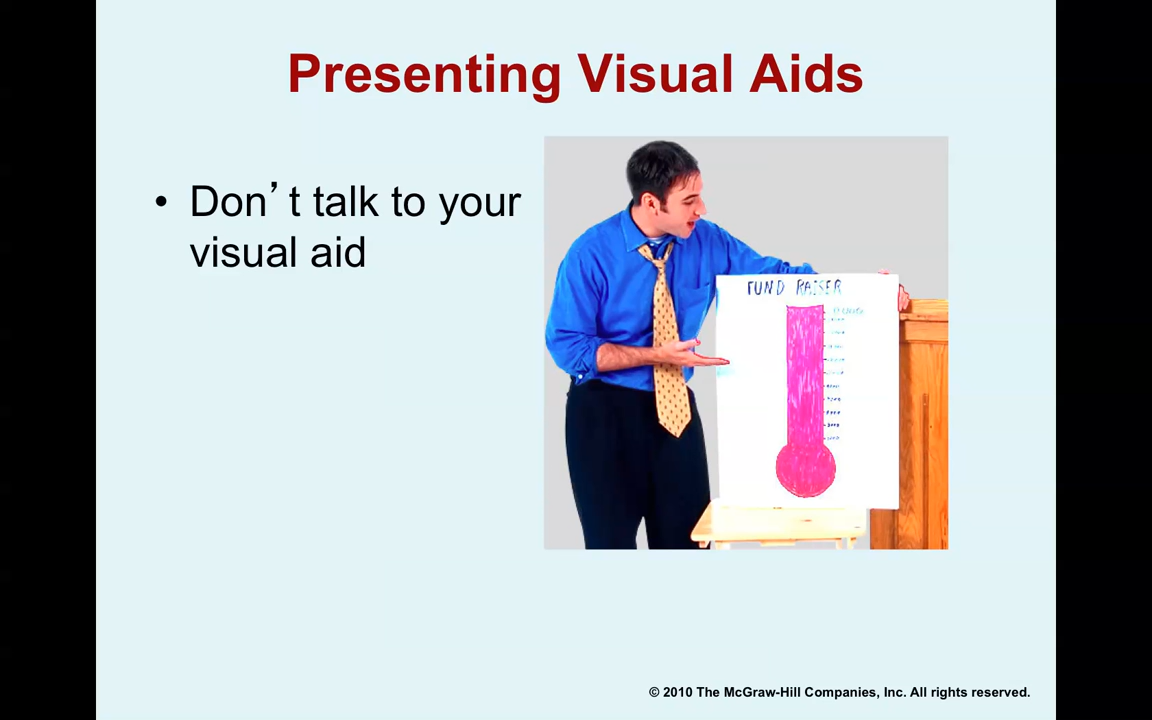 Presenting Visual Aids
• Don’t talk to your
visual aid
FUND RAISER
© 2010 The McGraw-Hill Companies, Inc. All rights reserved.